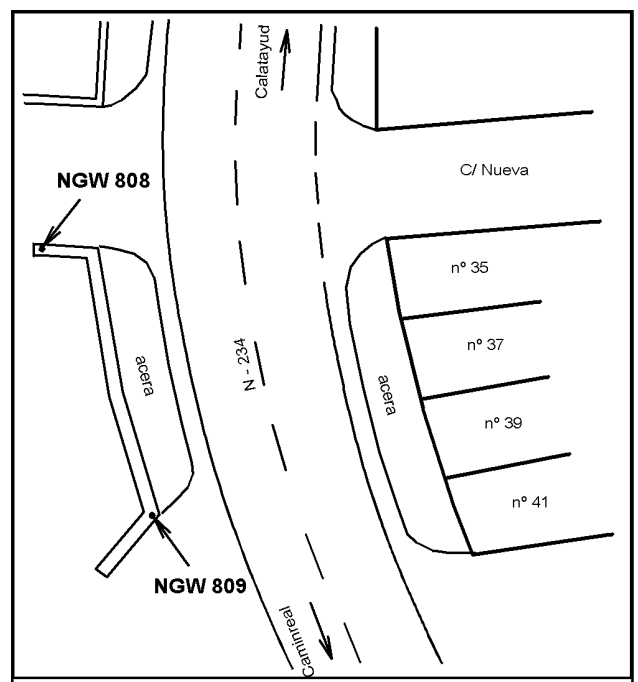 Calatayud
NGW 808
C/ Nueva
nº 35
N - 234
nº 37
acera
acera
nº 39
nº 41
NGW 809
Caminreal